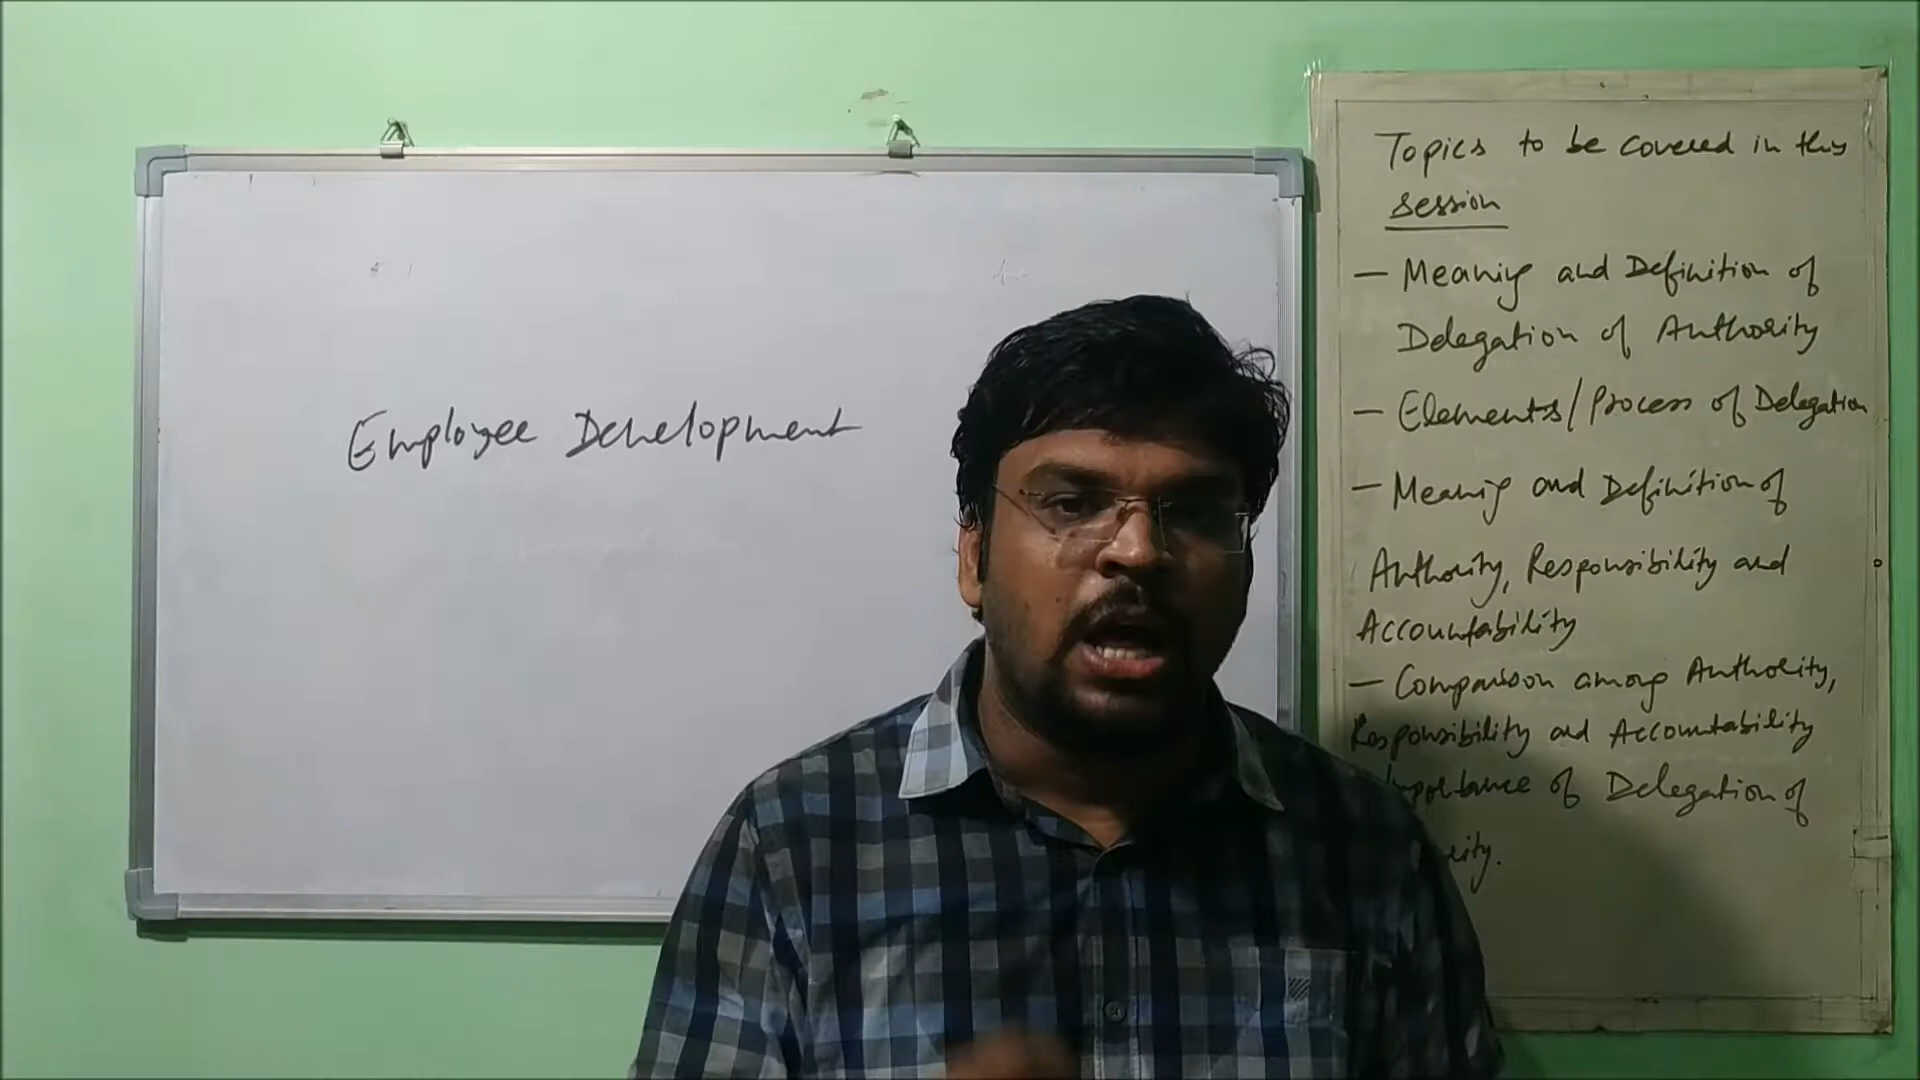 Employee Development
Topics to be covered in this
session
— Meaning and Definition of
Delegation of Authority
— Elements/Process of Delegation
— Meaning and Definition of
Authority, Responsibility and
Accountability
— Comparison among Authority,
Responsibility and Accountability
of Delegation of